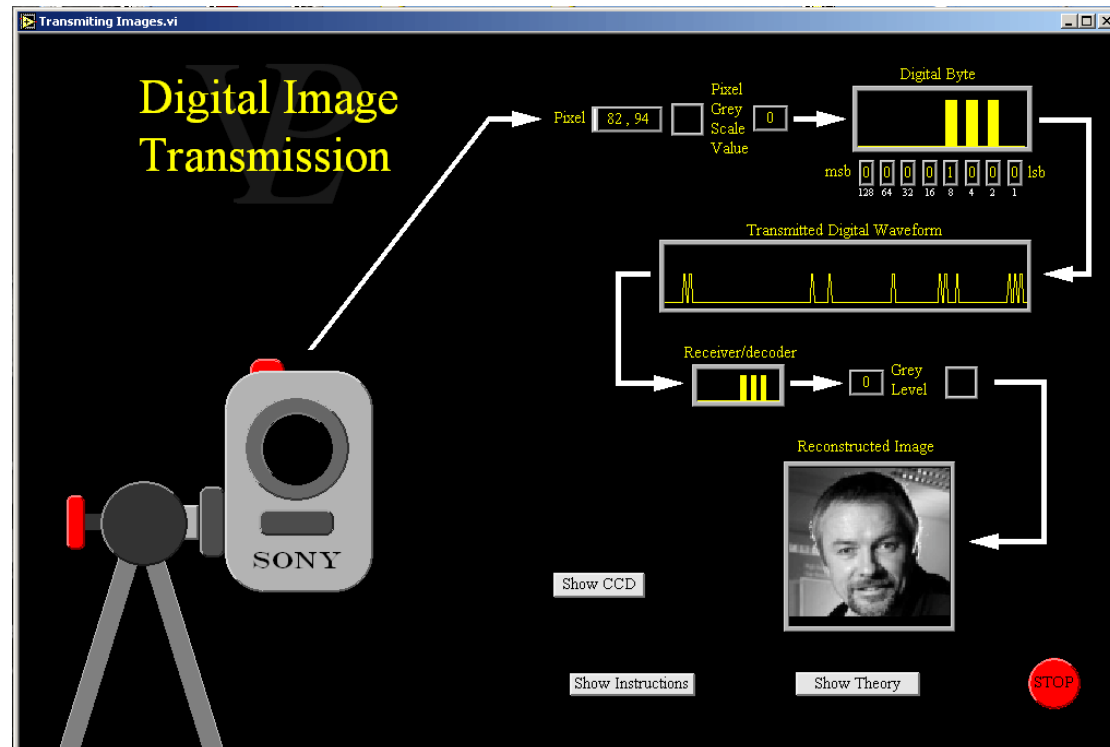 Transmiting Images.vi
Digital Image
Transmission
Pixel 82 , 94
Pixel
Grey
Scale
Value
0
Digital Byte
msb 0 0 0 0 1 0 0 0 lsb
128 64 32 16 8 4 2 1
Transmitted Digital Waveform
Receiver/decoder
0
Grey
Level
Reconstructed Image
SONY
Show CCD
Show Instructions
Show Theory
STOP